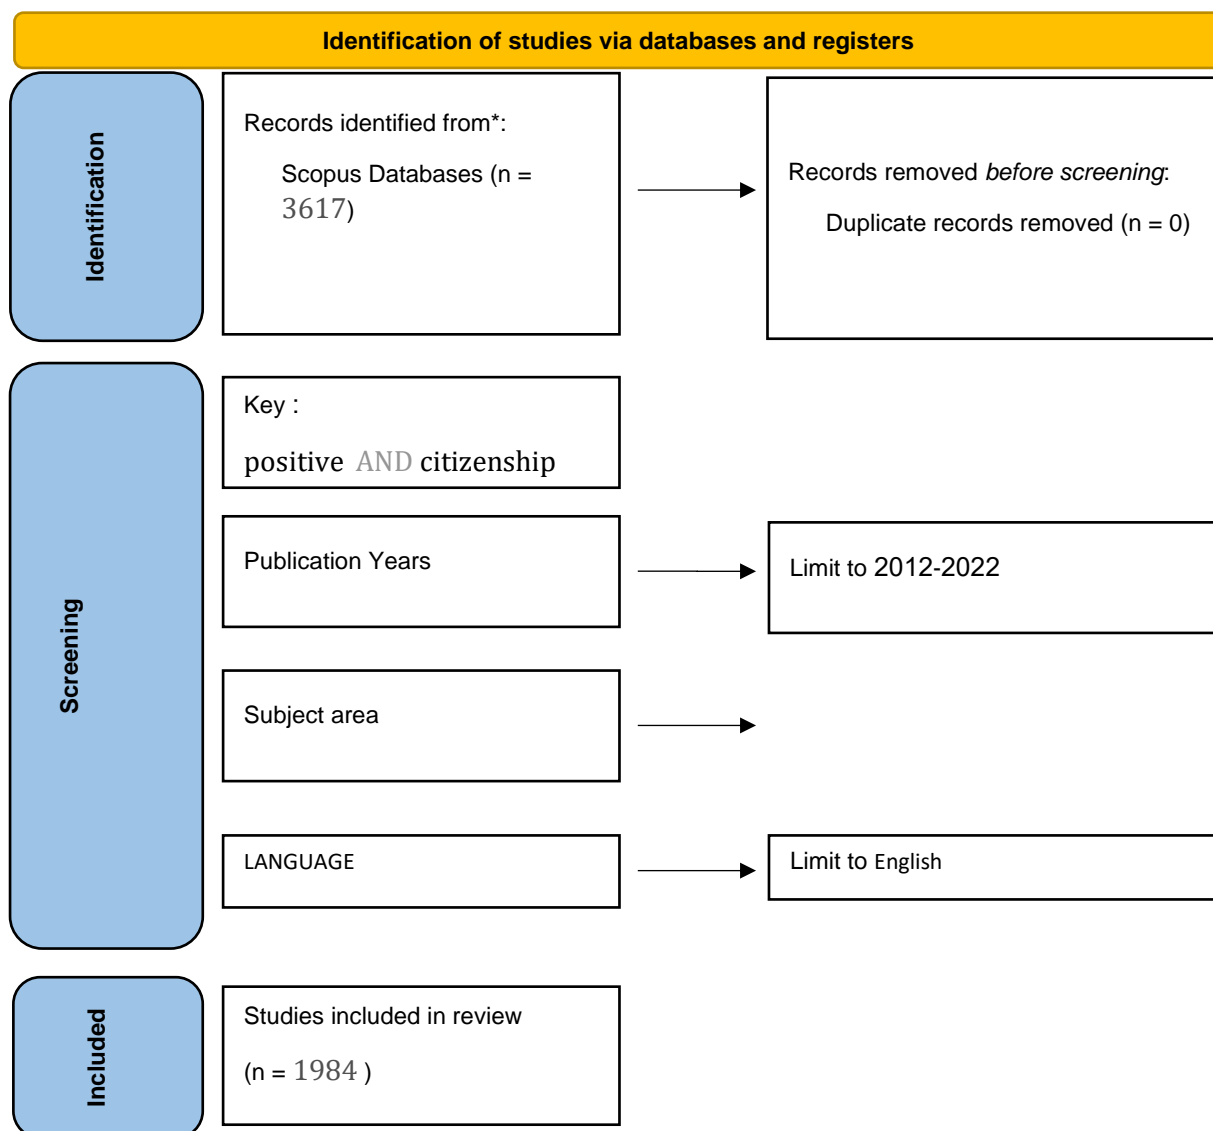 Identification of studies via databases and registers
Identification
Records identified from*:
Scopus Databases (n =
3617)
Records removed before screening:
Duplicate records removed (n = 0)
Screening
Key :
positive AND citizenship
Publication Years
Limit to 2012-2022
Subject area
LANGUAGE
Limit to English
Included
Studies included in review
(n = 1984 )